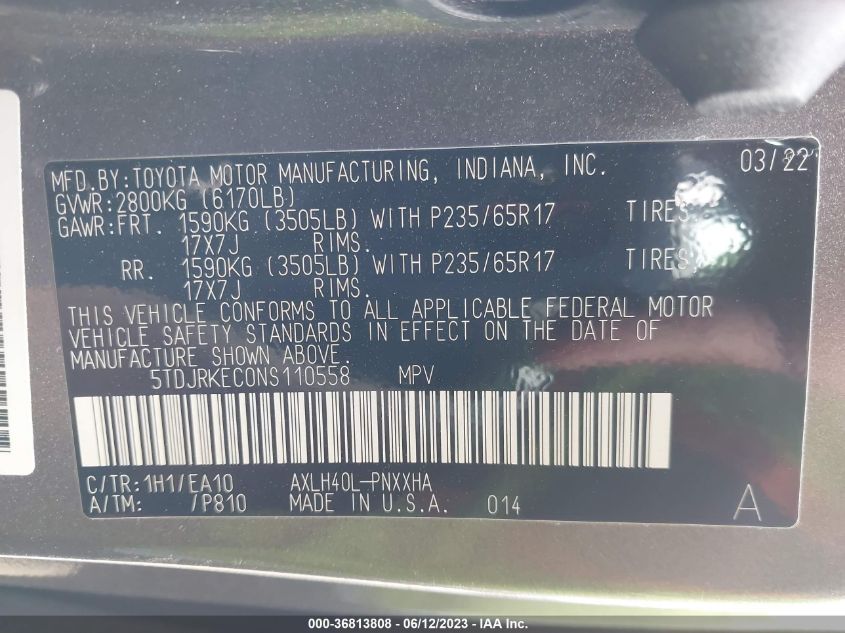 MFD.BY:TOYOTA MOTOR MANUFACTURING, INDIANA, INC. 03/22
GVWR:2800KG (6170LB)
GAWR:FRT. 1590KG (3505LB) WITH P235/65R17 TIRES,
17X7J RIMS.
RR. 1590KG (3505LB) WITH P235/65R17 TIRES,
17X7J RIMS.
THIS VEHICLE CONFORMS TO ALL APPLICABLE FEDERAL MOTOR
VEHICLE SAFETY STANDARDS IN EFFECT ON THE DATE OF
MANUFACTURE SHOWN ABOVE.
5TDJRKEC0NS110558 MPV
C/TR:1H1/EA10 AXLH40L-PNXXHA
A/TM: /P810 MADE IN U.S.A. 014 A
000-36813808 - 06/12/2023 - IAA Inc.